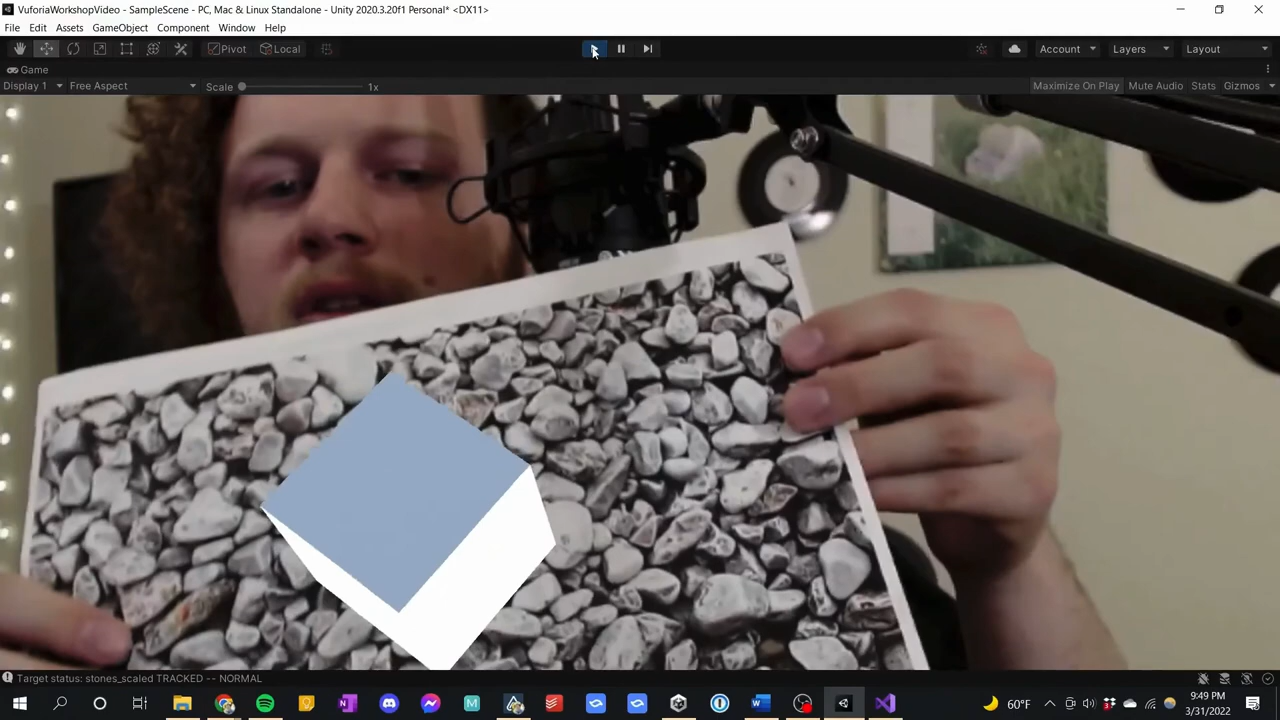 VuforiaWorkshopVideo - SampleScene - PC, Mac & Linux Standalone - Unity 2020.3.20f1 Personal* <DX11>
File Edit Assets GameObject Component Window Help
Pivot Local Account Layers Layout
Game
Display 1 Free Aspect Scale 1x Maximize On Play Mute Audio Stats Gizmos
Target status: stones_scaled TRACKED -- NORMAL
60°F 9:49 PM
3/31/2022